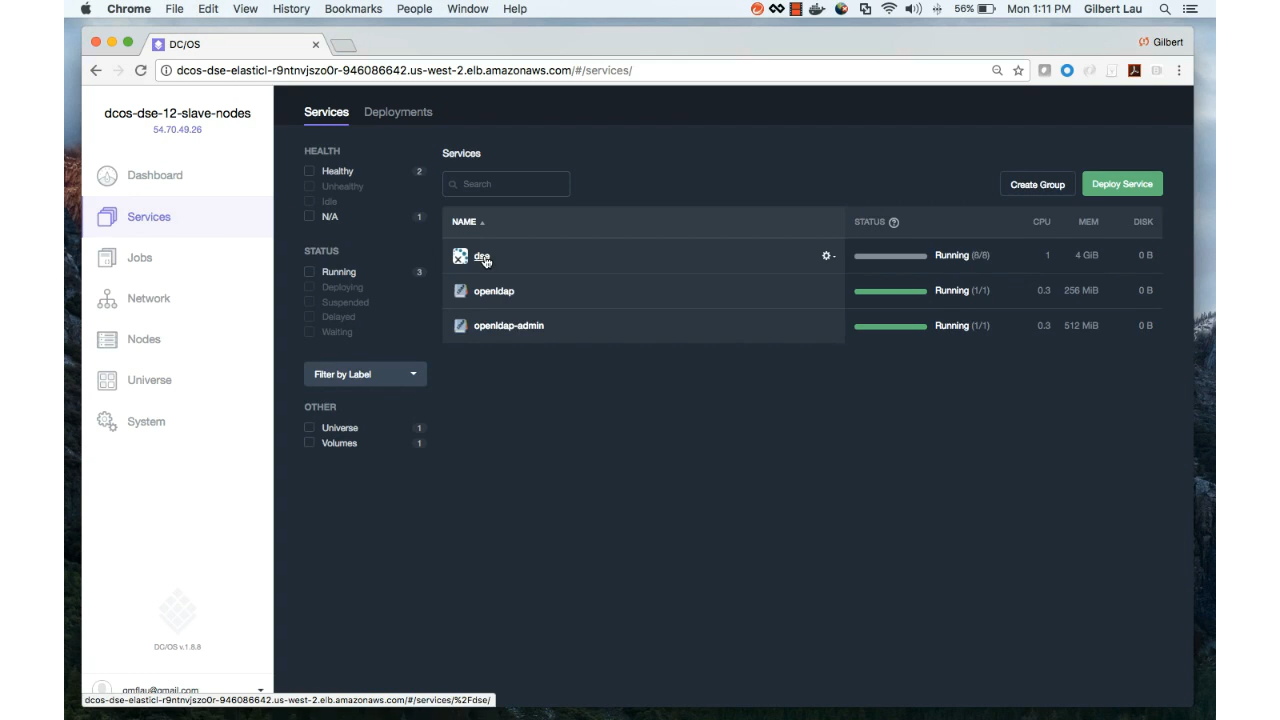 Chrome File Edit View History Bookmarks People Window Help 56% Mon 1:11 PM Gilbert Lau
DC/OS Gilbert
dcos-dse-elasticl-r9ntnvjszo0r-946086642.us-west-2.elb.amazonaws.com/#/services/
dcos-dse-12-slave-nodes
54.70.49.26
Dashboard
Services
Jobs
Network
Nodes
Universe
System
DC/OS v.1.8.8
gmflau@gmail.com
Services Deployments
HEALTH
Healthy 2
Unhealthy
Idle
N/A 1
STATUS
Running 3
Deploying
Suspended
Delayed
Waiting
Filter by Label
OTHER
Universe 1
Volumes 1
Services
Search
Create Group Deploy Service
NAME STATUS CPU MEM DISK
dse Running (8/8) 1 4 GiB 0 B
openldap Running (1/1) 0.3 256 MiB 0 B
openldap-admin Running (1/1) 0.3 512 MiB 0 B
dcos-dse-elasticl-r9ntnvjszo0r-946086642.us-west-2.elb.amazonaws.com/#/services/%2Fdse/